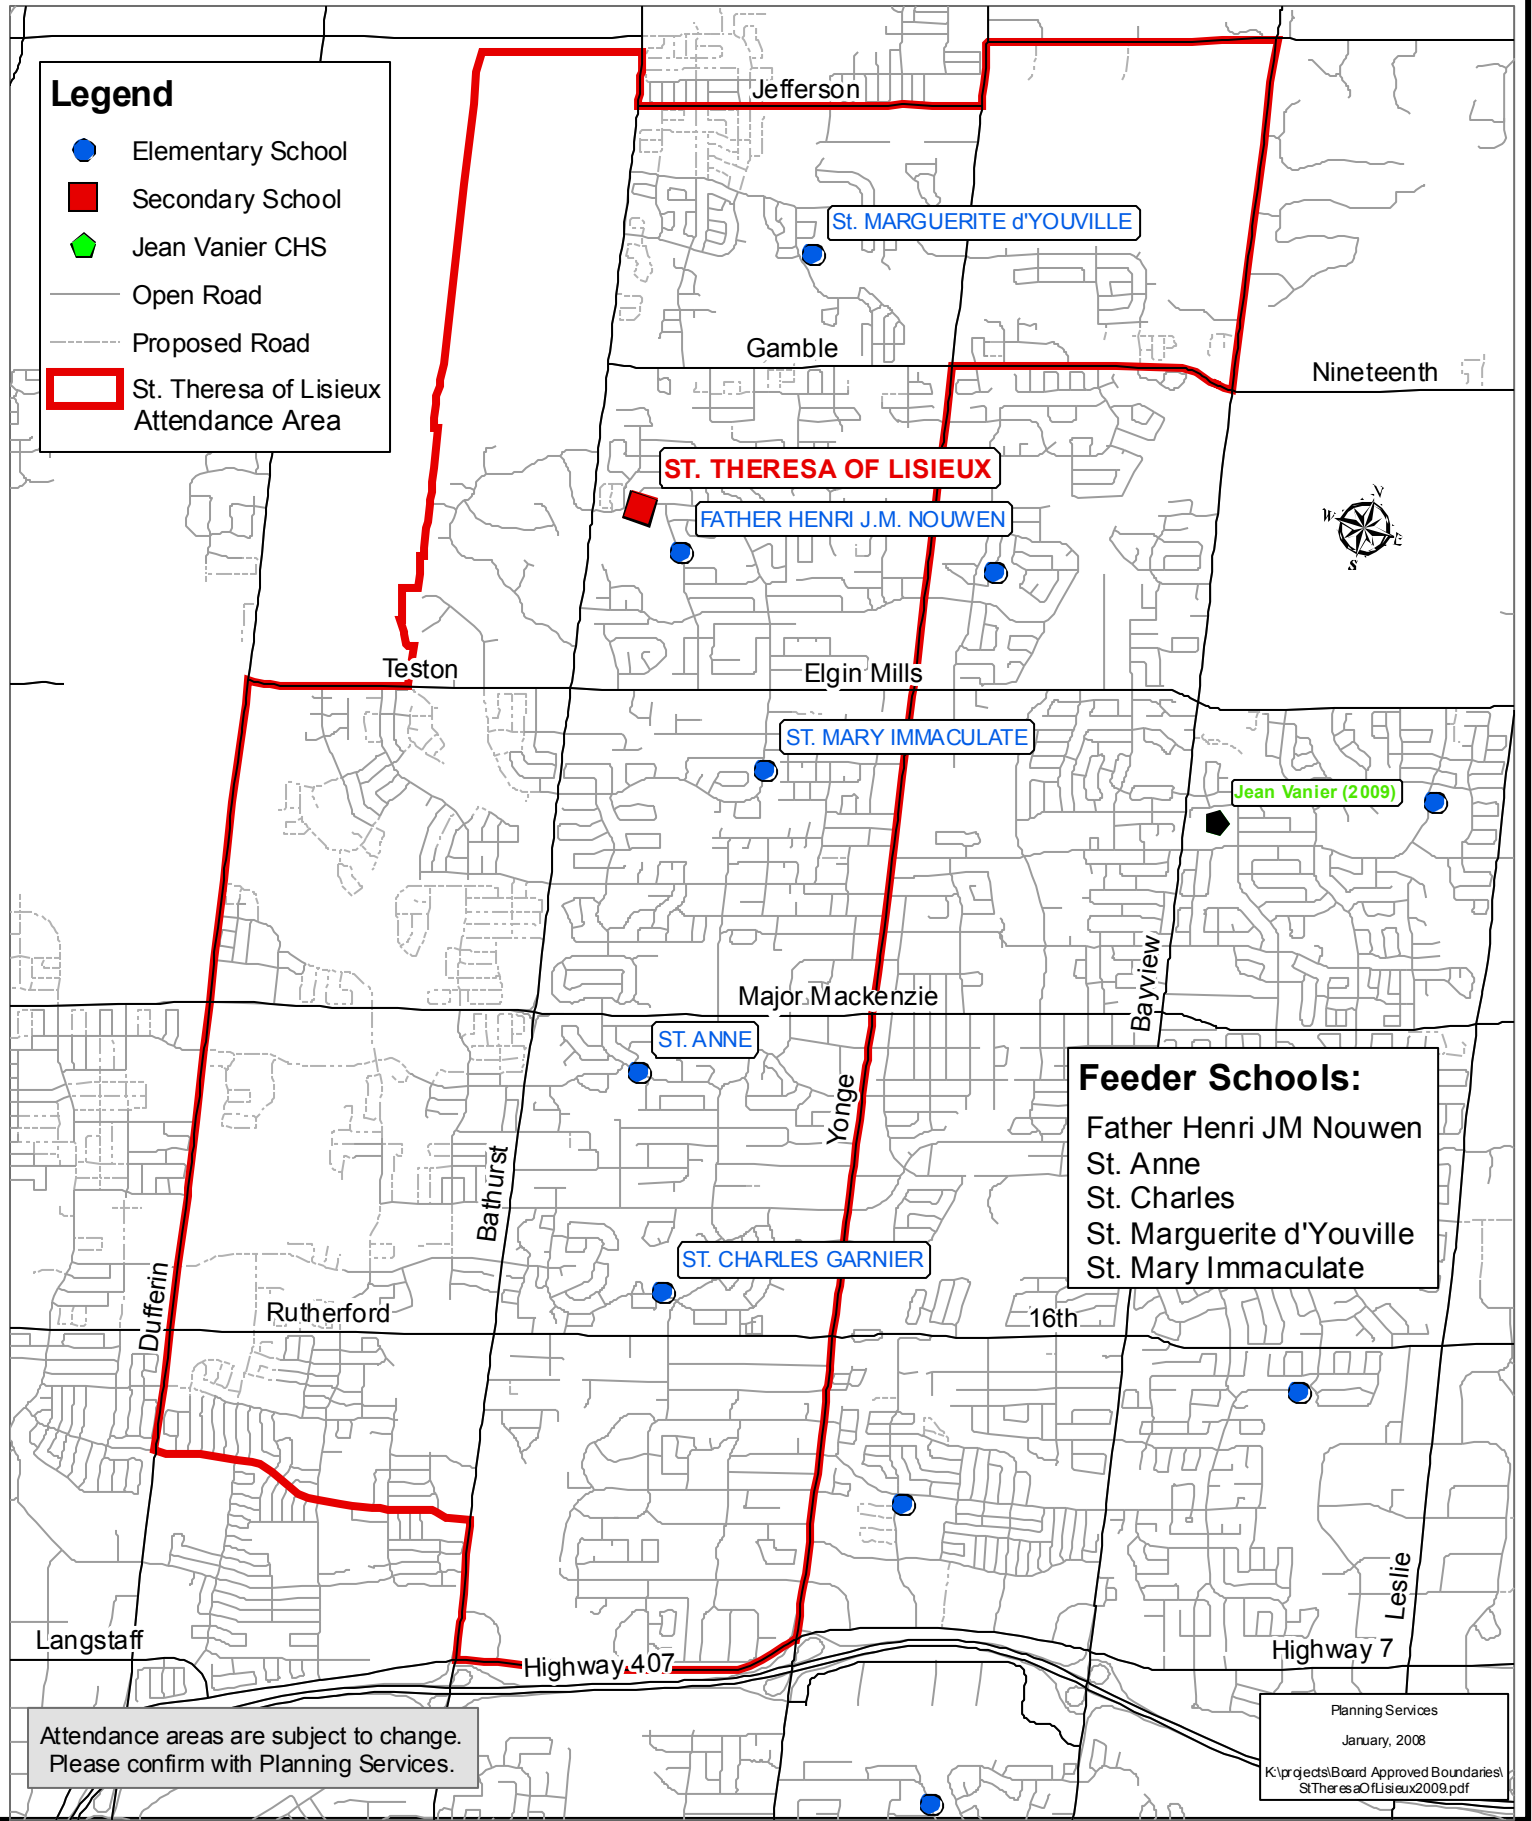 Legend
Elementary School
Secondary School
Jean Vanier CHS
Open Road
Proposed Road
St. Theresa of Lisieux
Attendance Area
Jefferson
St. MARGUERITE d'YOUVILLE
Gamble
Nineteenth
ST. THERESA OF LISIEUX
FATHER HENRI J.M. NOUWEN
N
W
E
S
Teston
Elgin Mills
ST. MARY IMMACULATE
Jean Vanier (2009)
Bayview
Major Mackenzie
ST. ANNE
Yonge
Feeder Schools:
Father Henri JM Nouwen
St. Anne
St. Charles
St. Marguerite d'Youville
St. Mary Immaculate
Bathurst
ST. CHARLES GARNIER
Dufferin
Rutherford
16th
Leslie
Langstaff
Highway 407
Highway 7
Attendance areas are subject to change.
Please confirm with Planning Services.
Planning Services
January, 2008
K:\projects\Board Approved Boundaries\
StTheresaOfLisieux2009.pdf